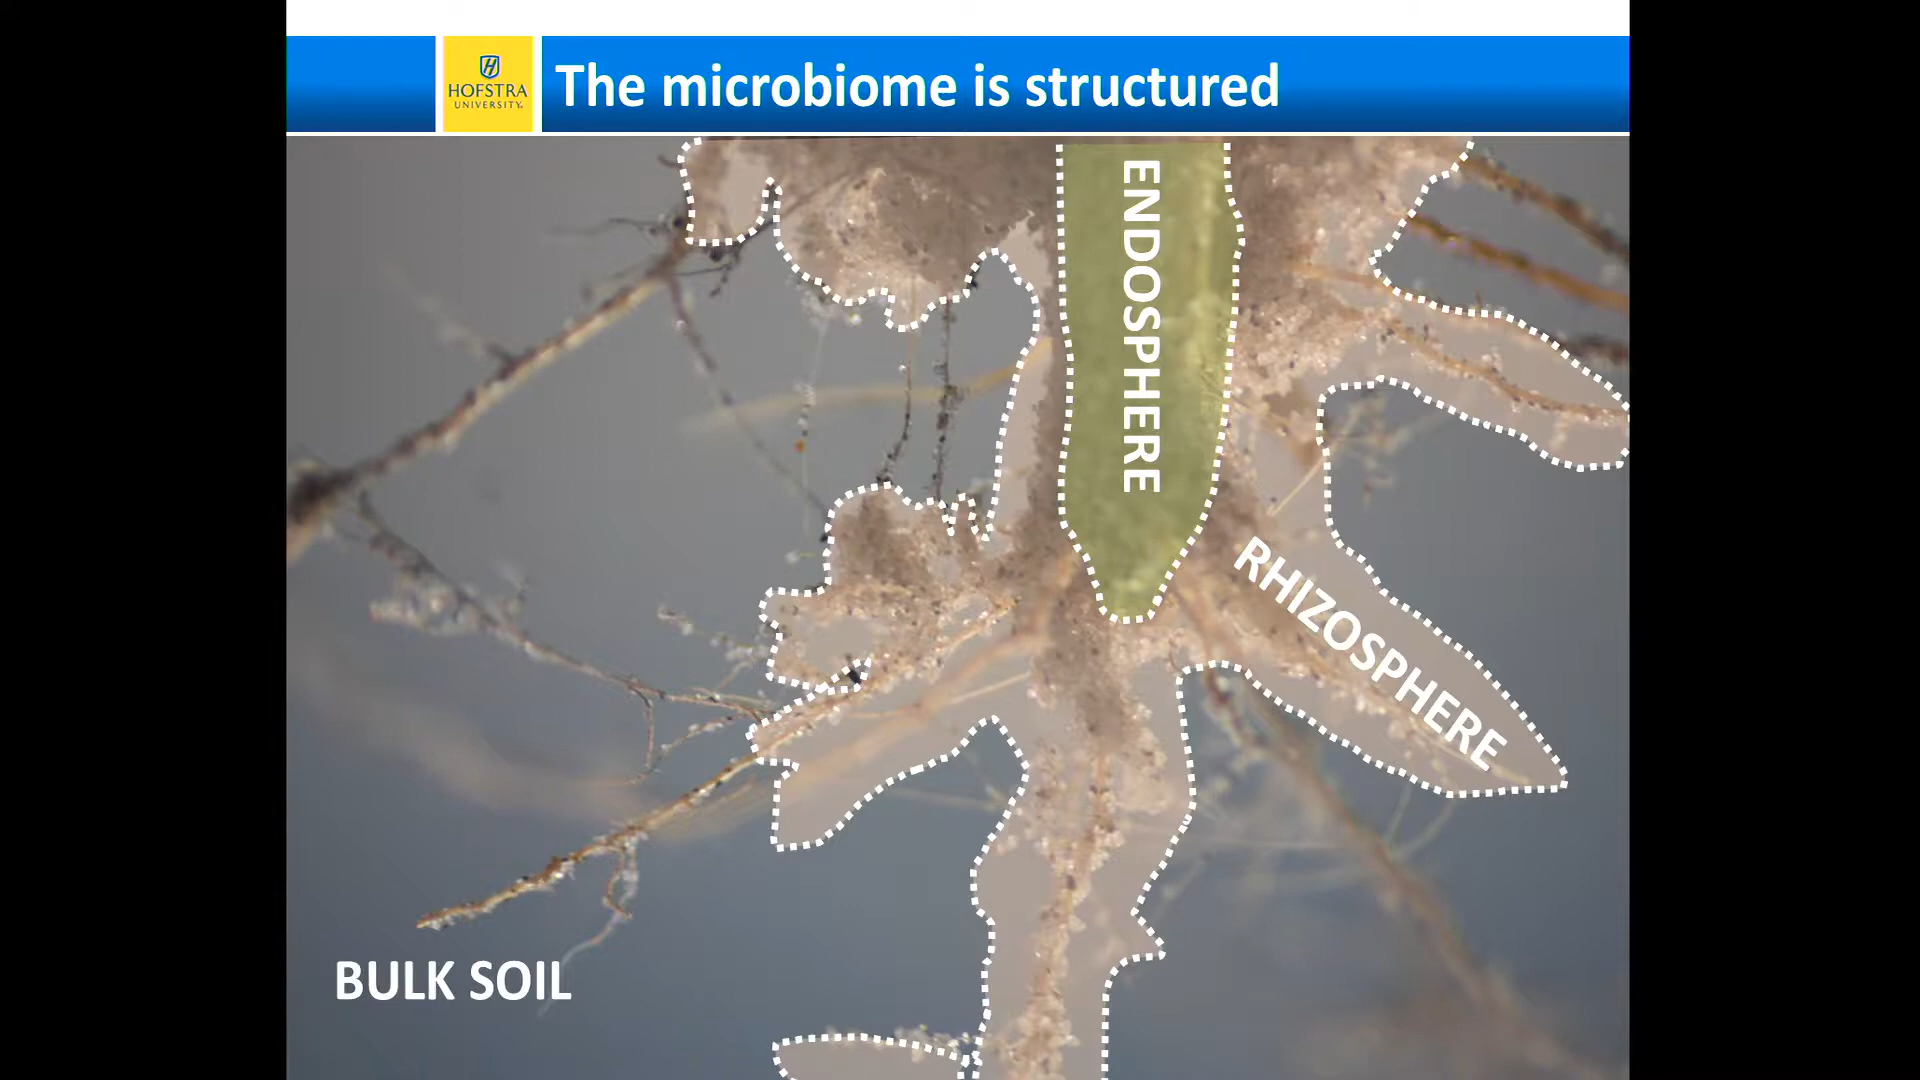 HOFSTRA
UNIVERSITY
The microbiome is structured
ENDOSPHERE
RHIZOSPHERE
BULK SOIL